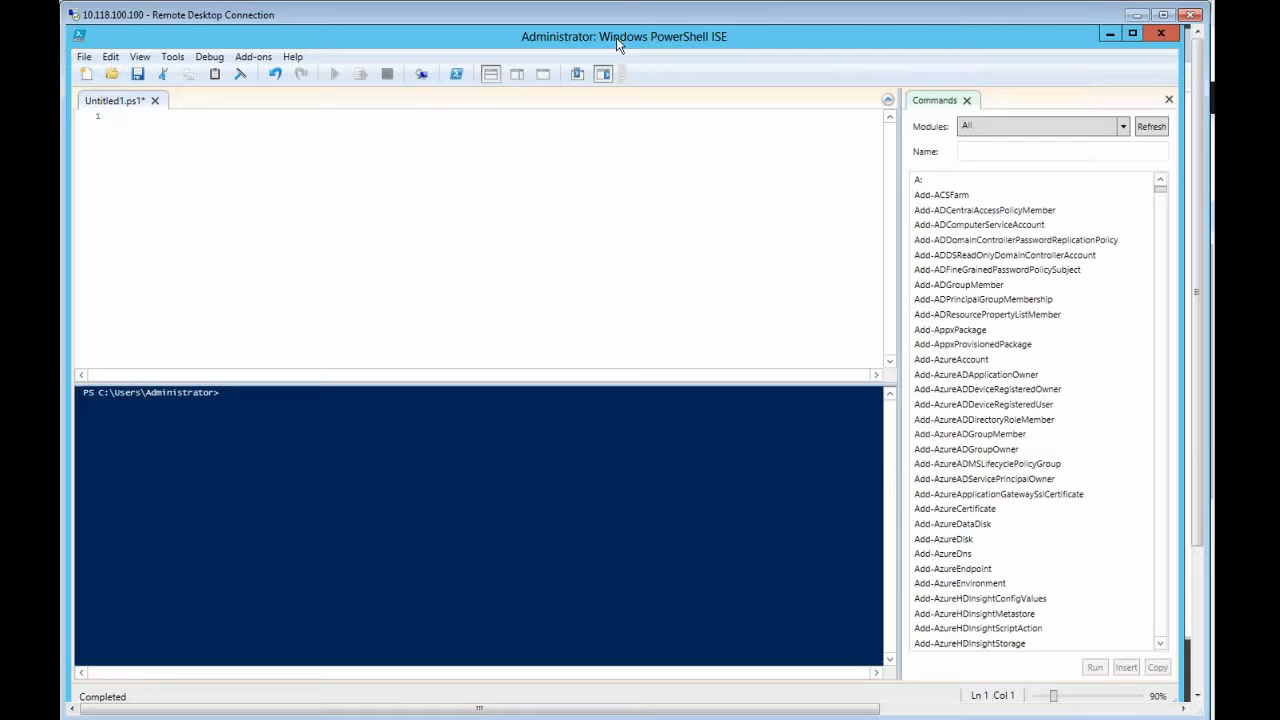 10.118.100.100 - Remote Desktop Connection
Administrator: Windows PowerShell ISE
File Edit View Tools Debug Add-ons Help
Untitled1.ps1*
1
PS C:\Users\Administrator>
Commands
Modules: All Refresh
Name:
A:
Add-ACSFarm
Add-ADCentralAccessPolicyMember
Add-ADComputerServiceAccount
Add-ADDomainControllerPasswordReplicationPolicy
Add-ADDSReadOnlyDomainControllerAccount
Add-ADFineGrainedPasswordPolicySubject
Add-ADGroupMember
Add-ADPrincipalGroupMembership
Add-ADResourcePropertyListMember
Add-AppxPackage
Add-AppxProvisionedPackage
Add-AzureAccount
Add-AzureADApplicationOwner
Add-AzureADDeviceRegisteredOwner
Add-AzureADDeviceRegisteredUser
Add-AzureADDirectoryRoleMember
Add-AzureADGroupMember
Add-AzureADGroupOwner
Add-AzureADMSLifecyclePolicyGroup
Add-AzureADServicePrincipalOwner
Add-AzureApplicationGatewaySslCertificate
Add-AzureCertificate
Add-AzureDataDisk
Add-AzureDisk
Add-AzureDns
Add-AzureEndpoint
Add-AzureEnvironment
Add-AzureHDInsightConfigValues
Add-AzureHDInsightMetastore
Add-AzureHDInsightScriptAction
Add-AzureHDInsightStorage
Run Insert Copy
Completed
Ln 1 Col 1
90%